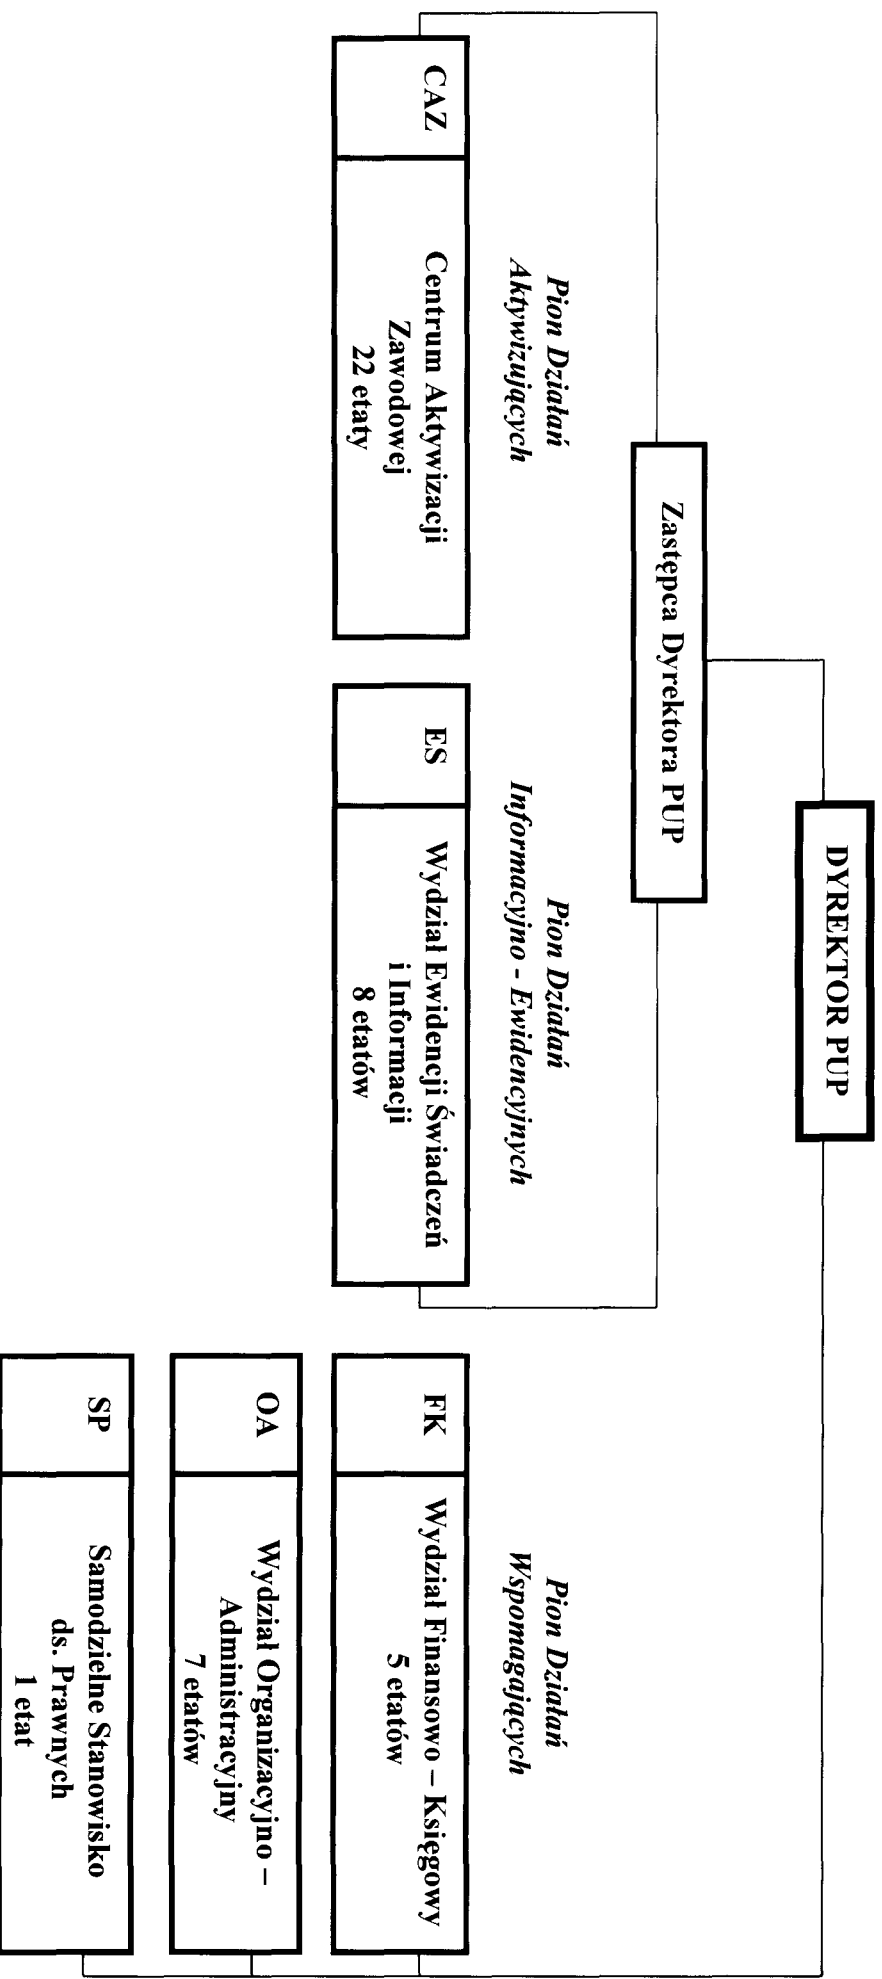 DYREKTOR PUP
Zastępca Dyrektora PUP
Pion Działań
Aktywizujących
CAZ
Centrum Aktywizacji
Zawodowej
22 etaty
Pion Działań
Informacyjno - Ewidencyjnych
ES
Wydział Ewidencji Świadczeń
i Informacji
8 etatów
Pion Działań
Wspomagających
FK
Wydział Finansowo – Księgowy
5 etatów
OA
Wydział Organizacyjno –
Administracyjny
7 etatów
SP
Samodzielne Stanowisko
ds. Prawnych
1 etat